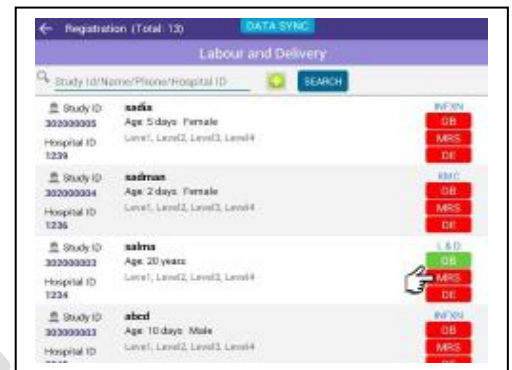 Registration (Total: 13)
DATA SYNC
Labour and Delivery
Study Id/Name/Phone/Hospital ID
SEARCH
Study ID sadia INFXN
302000005 Age: 5 days Female OB
Hospital ID Level1, Level2, Level3, Level4 MRS
1239 DE
Study ID sadman KMC
302000004 Age: 2 days Female OB
Hospital ID Level1, Level2, Level3, Level4 MRS
1236 DE
Study ID salma L & D
302000003 Age: 20 years OB
Hospital ID Level1, Level2, Level3, Level4 MRS
1234 DE
Study ID abcd INFXN
303000003 Age: 10 days Male OB
Hospital ID Level1, Level2, Level3, Level4 MRS